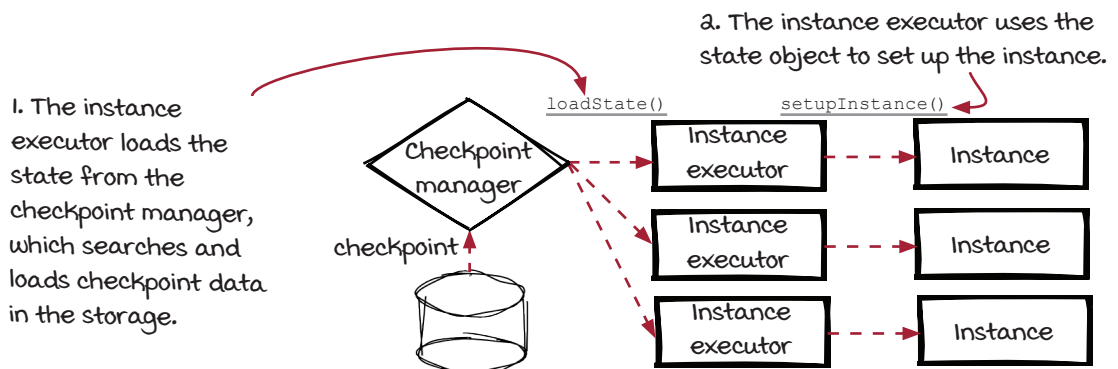 2. The instance executor uses the
state object to set up the instance.
1. The instance
executor loads the
state from the
checkpoint manager,
which searches and
loads checkpoint data
in the storage.
loadState()
setupInstance()
Checkpoint
manager
checkpoint
Instance
executor
Instance
Instance
executor
Instance
Instance
executor
Instance